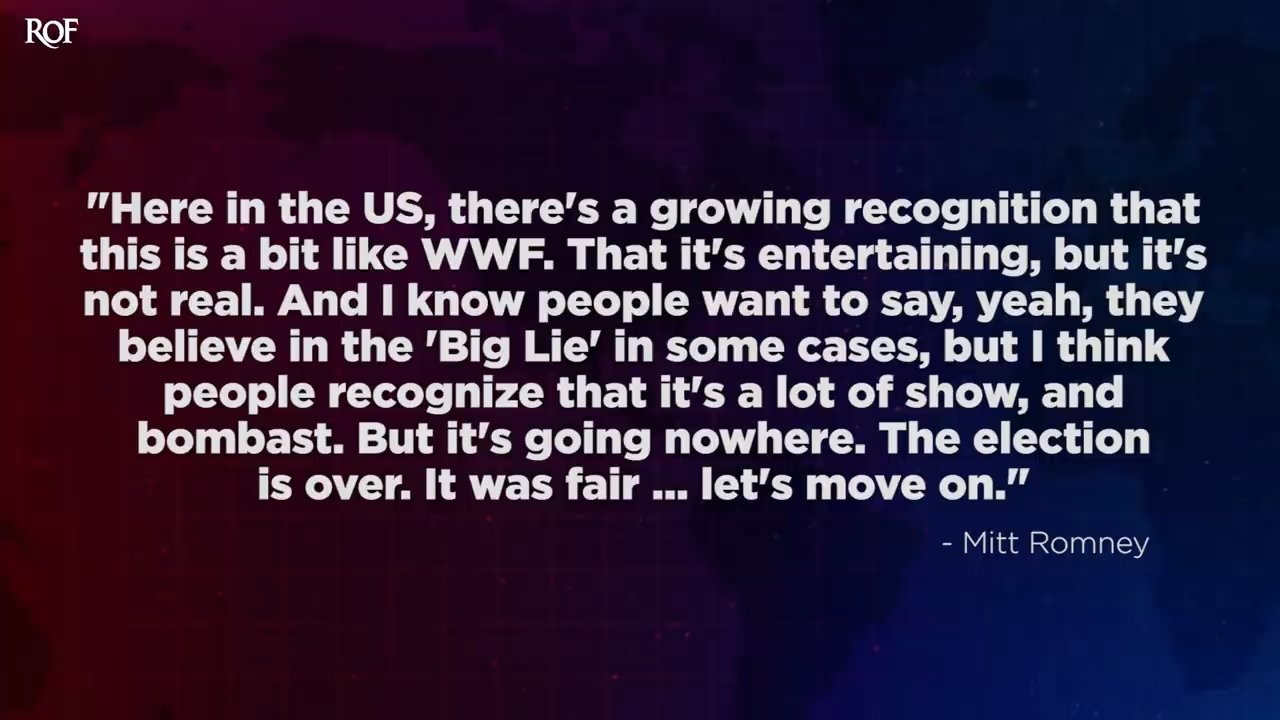 ROF
"Here in the US, there's a growing recognition that
this is a bit like WWF. That it's entertaining, but it's
not real. And I know people want to say, yeah, they
believe in the 'Big Lie' in some cases, but I think
people recognize that it's a lot of show, and
bombast. But it's going nowhere. The election
is over. It was fair ... let's move on."
- Mitt Romney